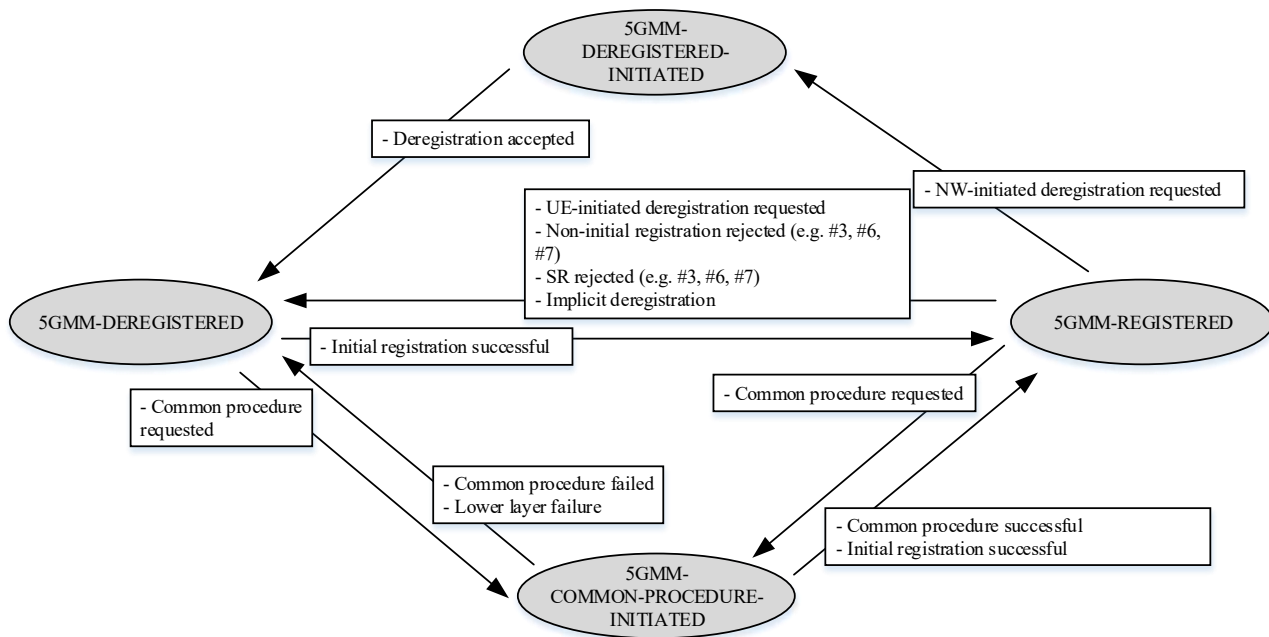 5GMM-
DEREGISTERED-
INITIATED
- Deregistration accepted
- NW-initiated deregistration requested
- UE-initiated deregistration requested
- Non-initial registration rejected (e.g. #3, #6,
#7)
- SR rejected (e.g. #3, #6, #7)
- Implicit deregistration
5GMM-DEREGISTERED
5GMM-REGISTERED
- Initial registration successful
- Common procedure
requested
- Common procedure requested
- Common procedure failed
- Lower layer failure
- Common procedure successful
- Initial registration successful
5GMM-
COMMON-PROCEDURE-
INITIATED